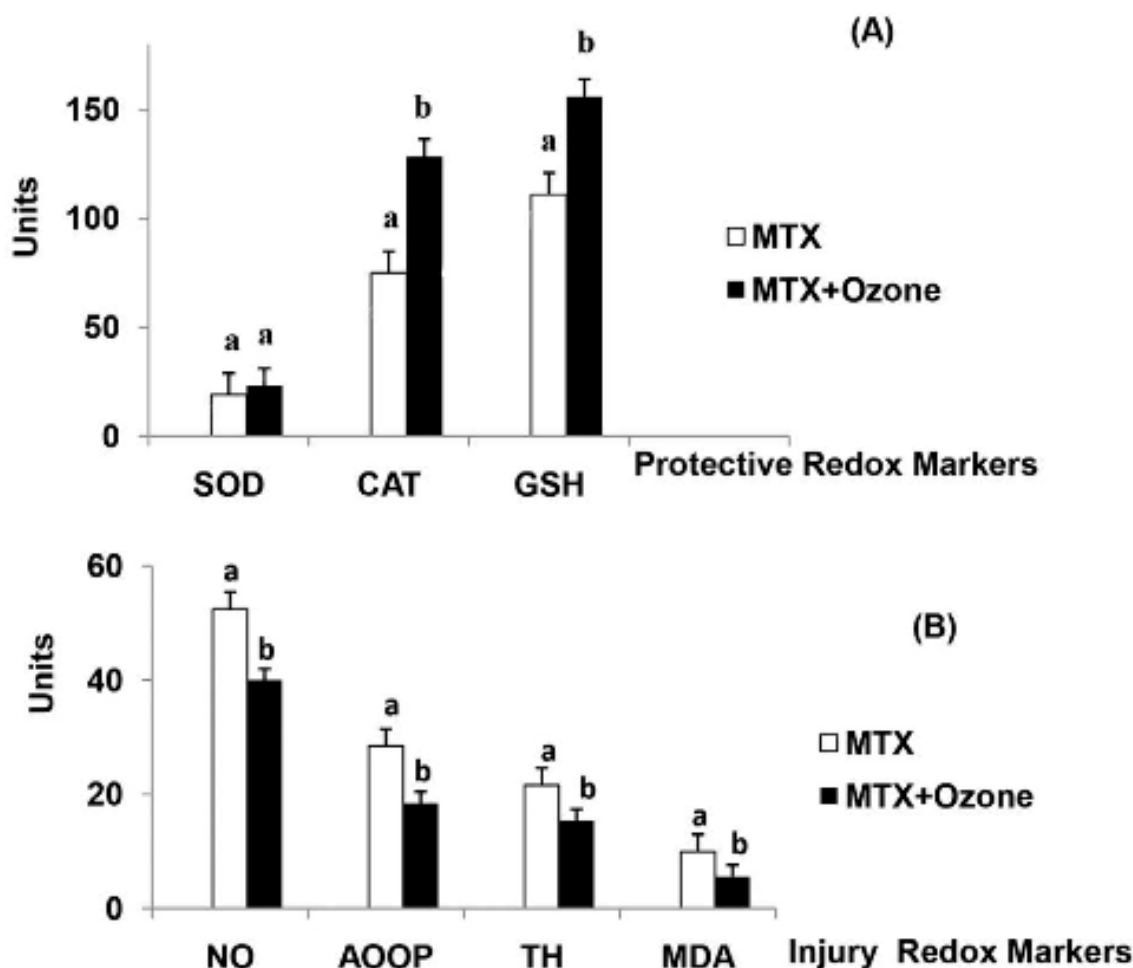 (A)
b
b
a
a
a a
150
100
50
0
Units
MTX
MTX+Ozone
SOD CAT GSH Protective Redox Markers
(B)
a
b
a
b
a
b
a
b
60
40
20
0
Units
MTX
MTX+Ozone
NO AOOP TH MDA Injury Redox Markers